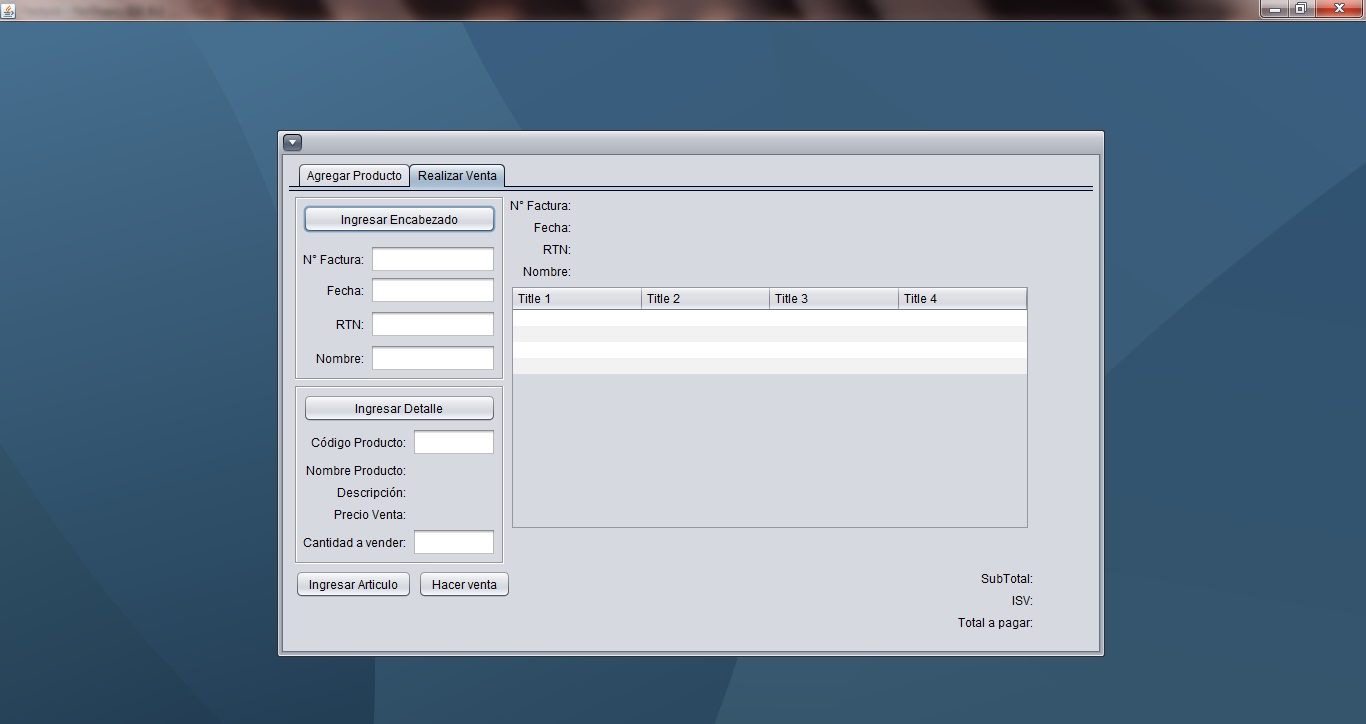 Agregar Producto Realizar Venta
Ingresar Encabezado
N° Factura:
Fecha:
RTN:
Nombre:
Ingresar Detalle
Código Producto:
Nombre Producto:
Descripción:
Precio Venta:
Cantidad a vender:
Ingresar Articulo Hacer venta
N° Factura:
Fecha:
RTN:
Nombre:
Title 1 Title 2 Title 3 Title 4
SubTotal:
ISV:
Total a pagar: